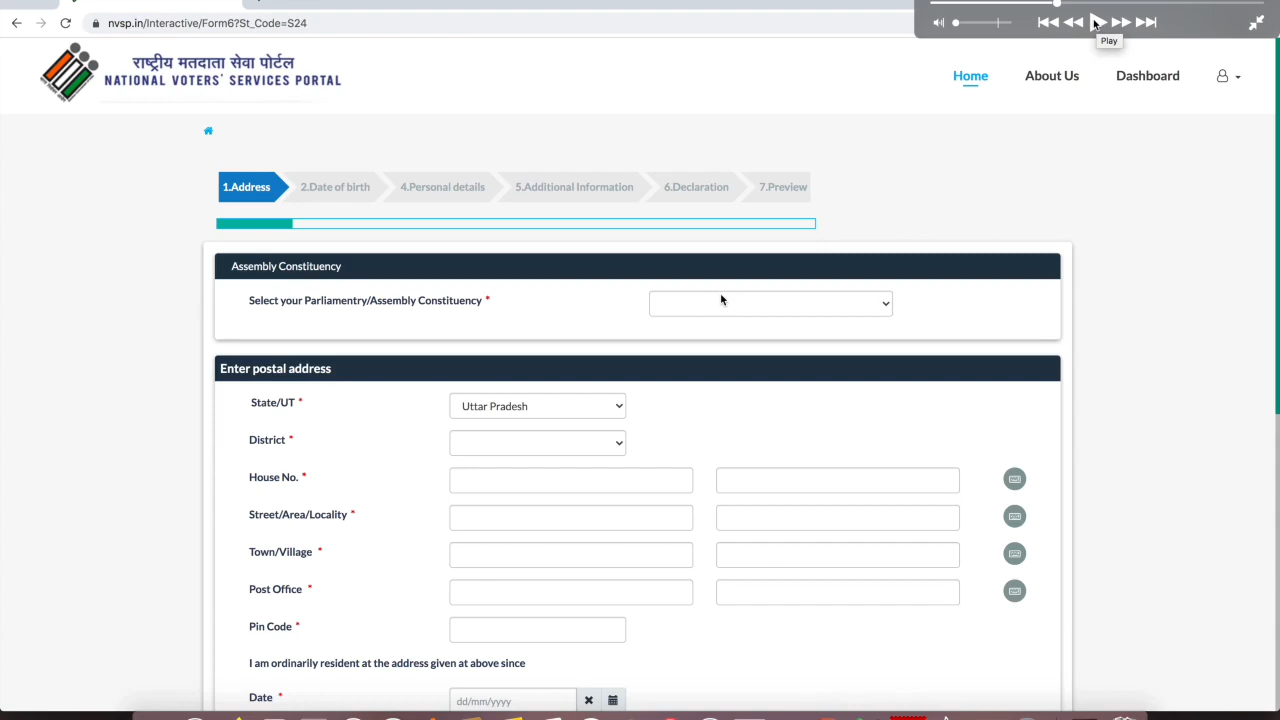 nvsp.in/Interactive/Form6?St_Code=S24
Play
राष्ट्रीय मतदाता सेवा पोर्टल
NATIONAL VOTERS' SERVICES PORTAL
Home About Us Dashboard
1.Address 2.Date of birth 4.Personal details 5.Additional Information 6.Declaration 7.Preview
Assembly Constituency
Select your Parliamentry/Assembly Constituency *
Enter postal address
State/UT * Uttar Pradesh
District *
House No. *
Street/Area/Locality *
Town/Village *
Post Office *
Pin Code *
I am ordinarily resident at the address given at above since
Date * dd/mm/yyyy